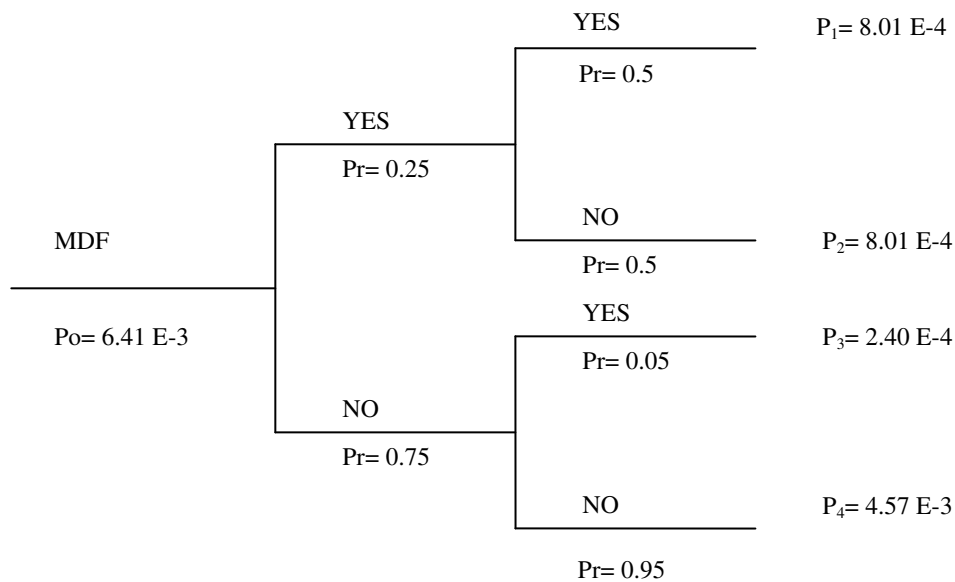 YES
P₁= 8.01 E-4
Pr= 0.5
YES
Pr= 0.25
NO
MDF
P₂= 8.01 E-4
Pr= 0.5
YES
Po= 6.41 E-3
P₃= 2.40 E-4
Pr= 0.05
NO
Pr= 0.75
NO
P₄= 4.57 E-3
Pr= 0.95